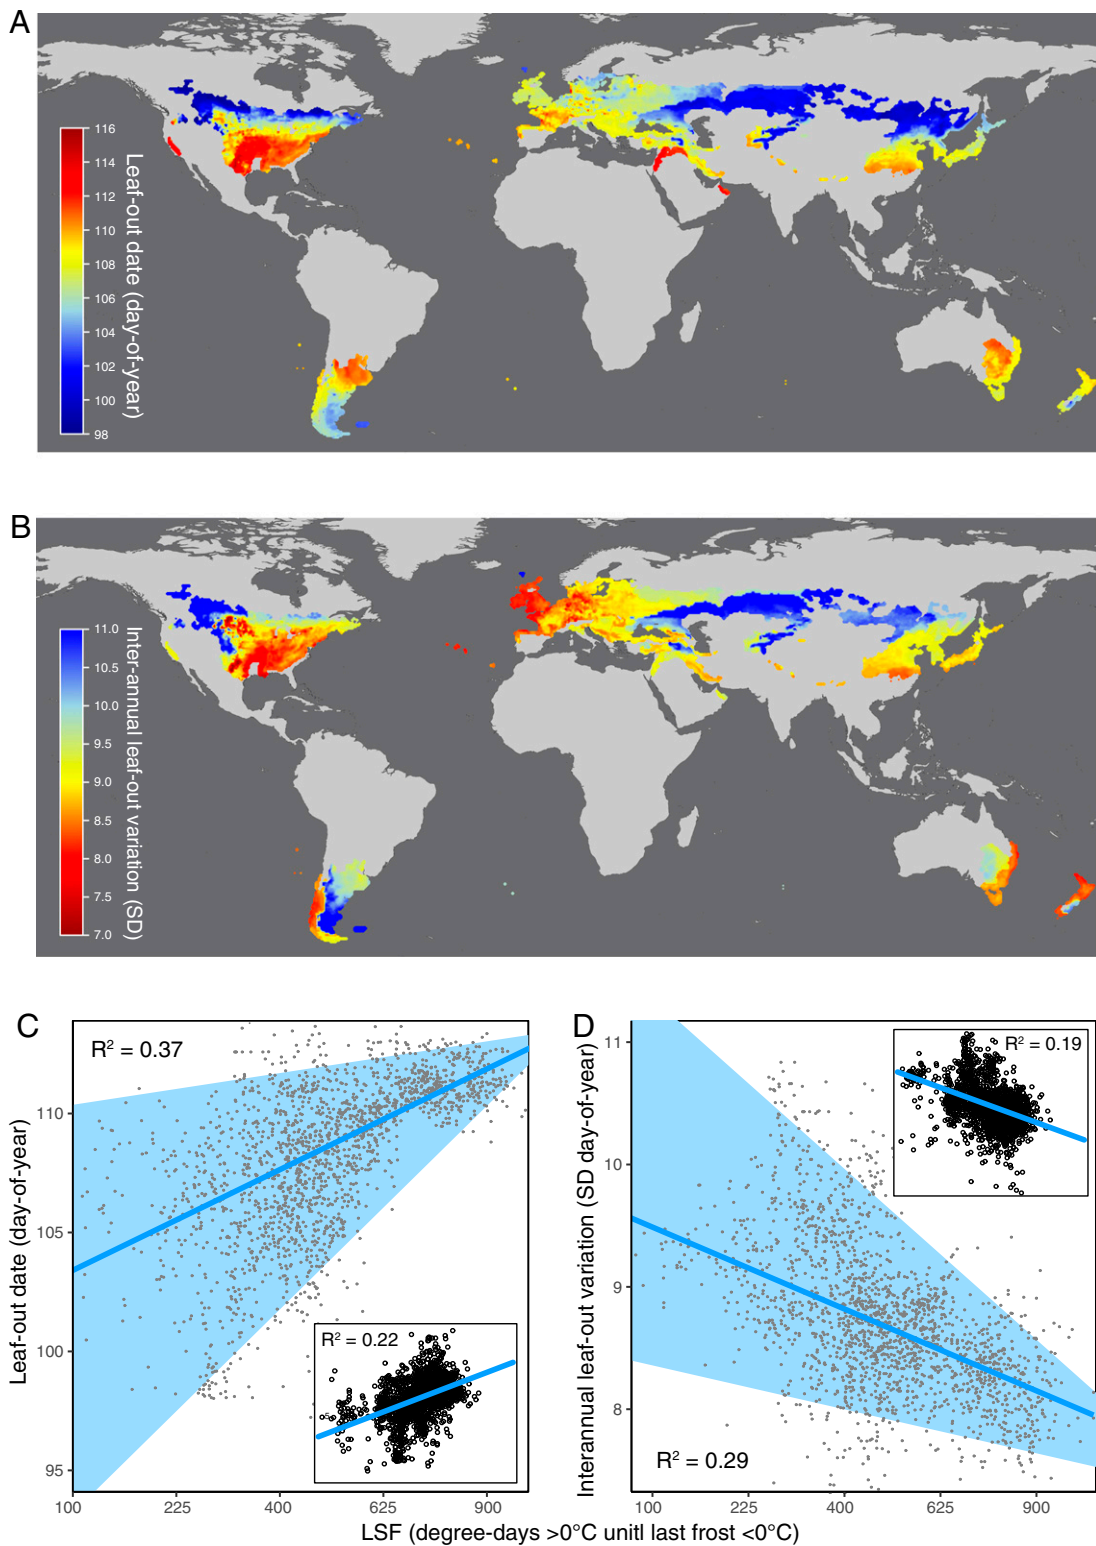 A
116
114
112
110
108
106
104
102
100
98
Leaf-out date (day-of-year)
B
11.0
10.5
10.0
9.5
9.0
8.5
8.0
7.5
7.0
Inter-annual leaf-out variation (SD)
C
R² = 0.37
Leaf-out date (day-of-year)
110
105
100
95
R² = 0.22
100
225
400
625
900
D
R² = 0.19
Interannual leaf-out variation (SD day-of-year)
11
10
9
8
R² = 0.29
100
225
400
625
900
LSF (degree-days >0°C unitl last frost <0°C)